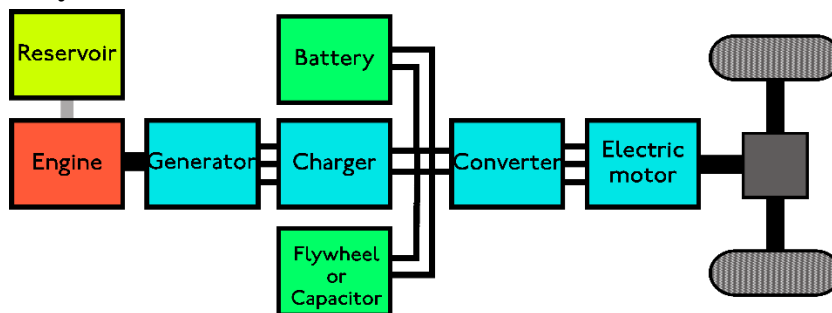 Reservoir
Battery
Engine
Generator
Charger
Converter
Electric
motor
Flywheel
or
Capacitor